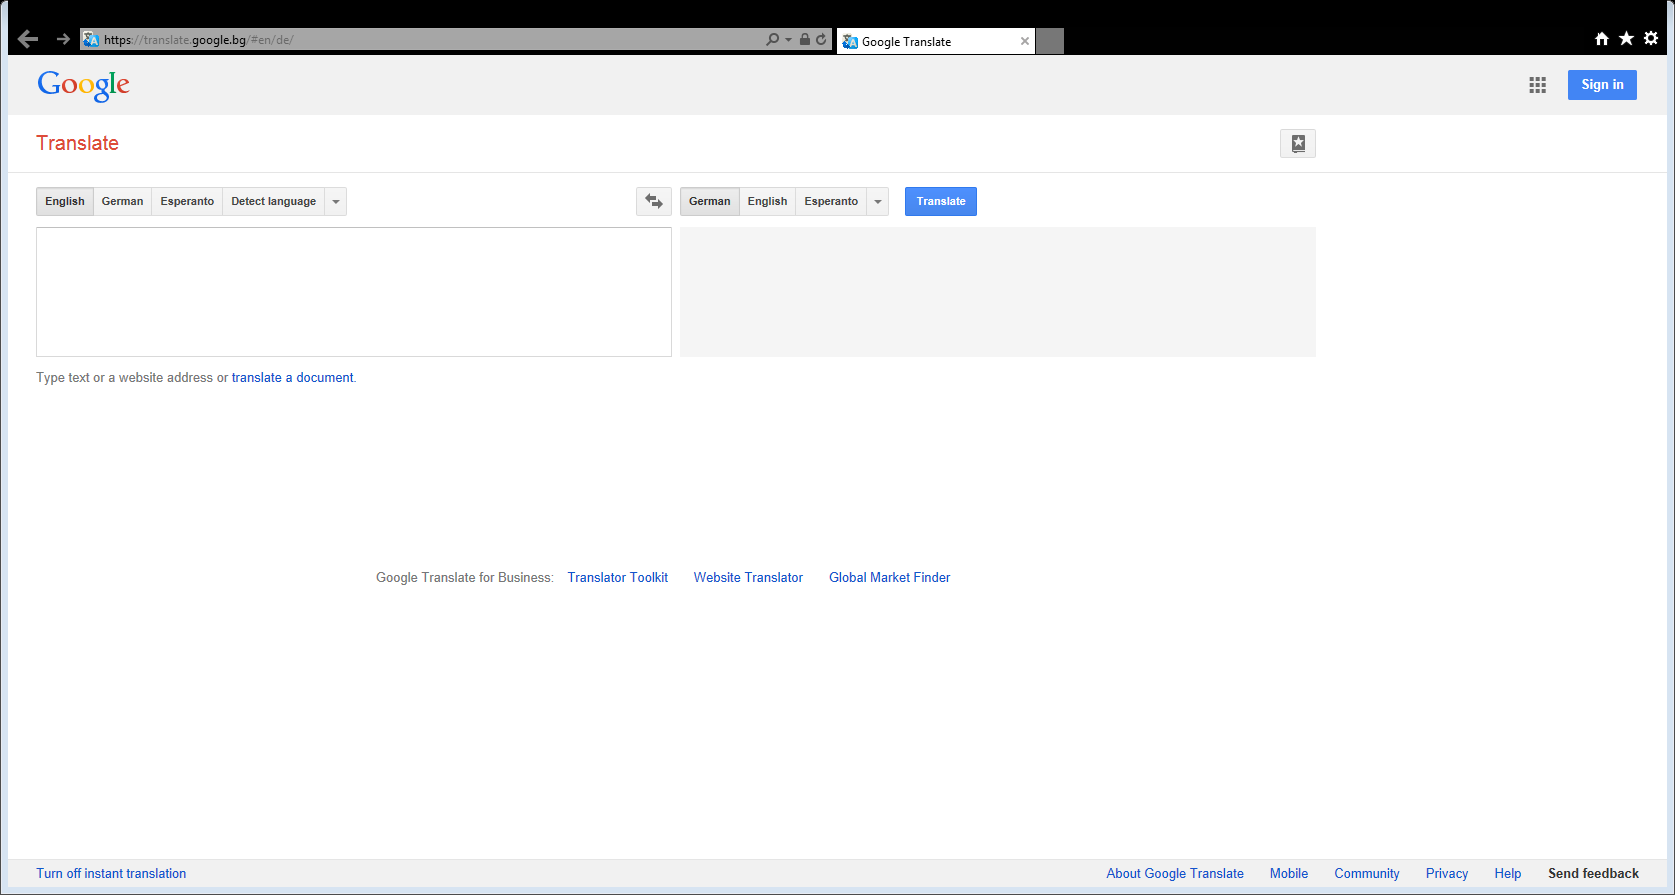 https://translate.google.bg/#en/de/
Google Translate
Google
Sign in
Translate
English German Esperanto Detect language
German English Esperanto Translate
Type text or a website address or translate a document.
Google Translate for Business: Translator Toolkit Website Translator Global Market Finder
Turn off instant translation
About Google Translate Mobile Community Privacy Help Send feedback